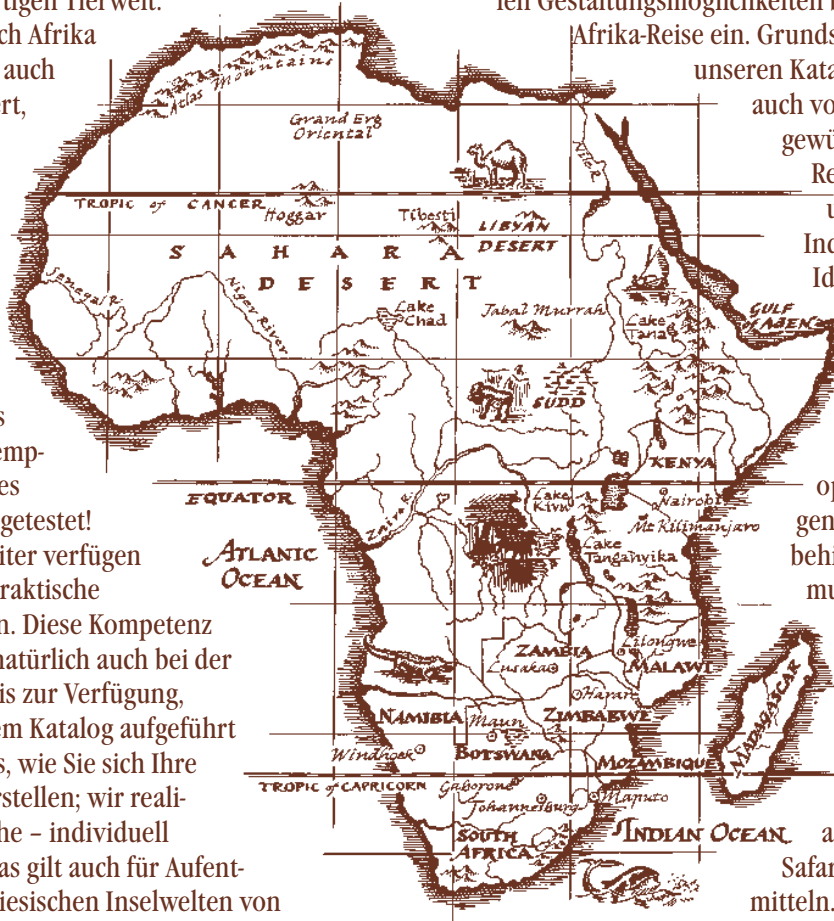 rtigen Tierwelt.
ch Afrika
auch
ert,
s
emp-
es
getestet!
iter verfügen
raktische
n. Diese Kompetenz
natürlich auch bei der
is zur Verfügung,
em Katalog aufgeführt
s, wie Sie sich Ihre
rstellen; wir reali-
he – individuell
as gilt auch für Aufent-
iesischen Inselwelten von
len Gestaltungsmöglichkeiten b
Afrika-Reise ein. Grunds
unseren Kata
auch vo
gewü
Re
u
Ind
Id
op
gen
behi
mu
a
Safar
mitteln.
Atlas Mountains
Grand Erg
Oriental
Nile R
TROPIC of CANCER
Hoggar
Tibesti
LIBYAN
DESERT
SAHARA
DESERT
Senegal R
Niger River
Lake
Chad
Jabal Murrah
Lake
Tana
GULF
of ADEN
SUDD
KENYA
EQUATOR
Zaire R
Lake
Kivu
Nairobi
Mt Kilimanjaro
ATLANTIC
OCEAN
Lake
Tanganyika
ZAMBIA
Lusaka
Lilongwe
MALAWI
Harare
NAMIBIA
Maun
ZIMBABWE
MADAGASCAR
Windhoek
BOTSWANA
MOZAMBIQUE
TROPIC of CAPRICORN
Gaborone
Johannesburg
Maputo
SOUTH
AFRICA
INDIAN OCEAN